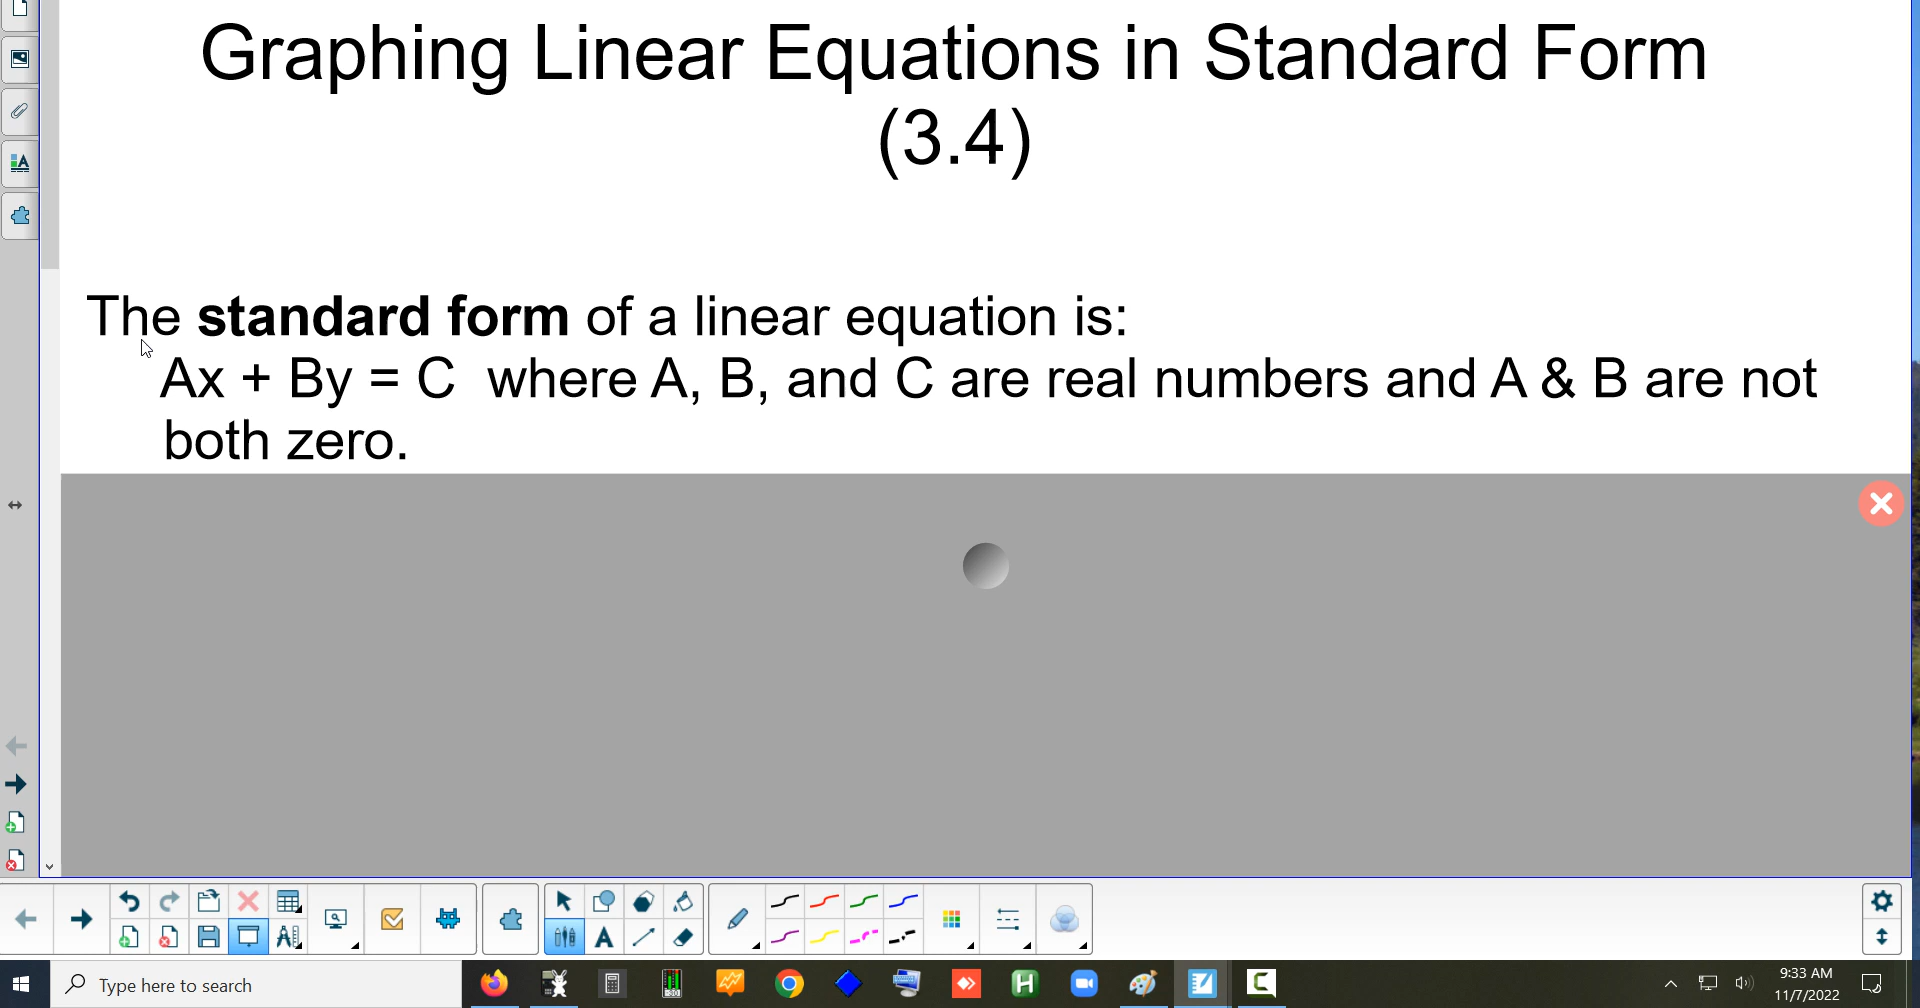 Graphing Linear Equations in Standard Form
(3.4)
The standard form of a linear equation is:
Ax + By = C where A, B, and C are real numbers and A & B are not
both zero.
Type here to search
9:33 AM
11/7/2022